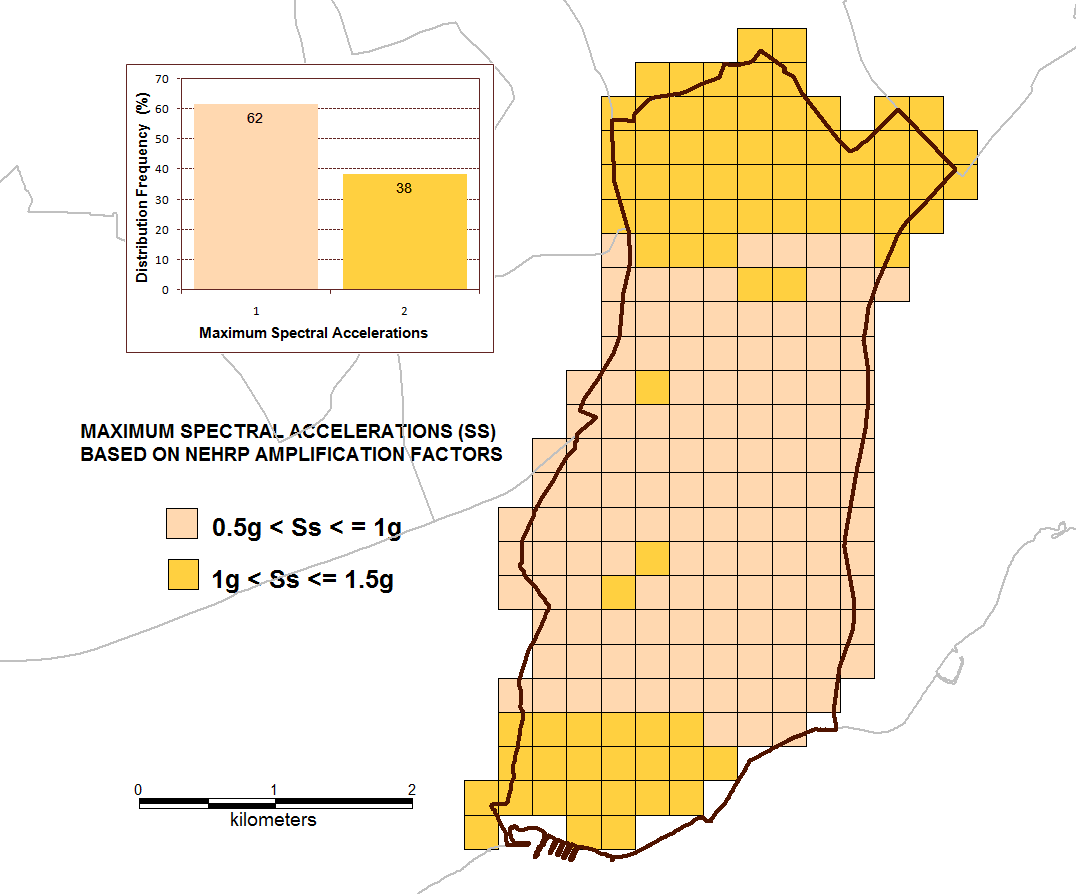 70
60
50
40
30
20
10
0
Distribution Frequency (%)
62
38
1
2
Maximum Spectral Accelerations
MAXIMUM SPECTRAL ACCELERATIONS (SS)
BASED ON NEHRP AMPLIFICATION FACTORS
0.5g < Ss < = 1g
1g < Ss <= 1.5g
0 1 2
kilometers